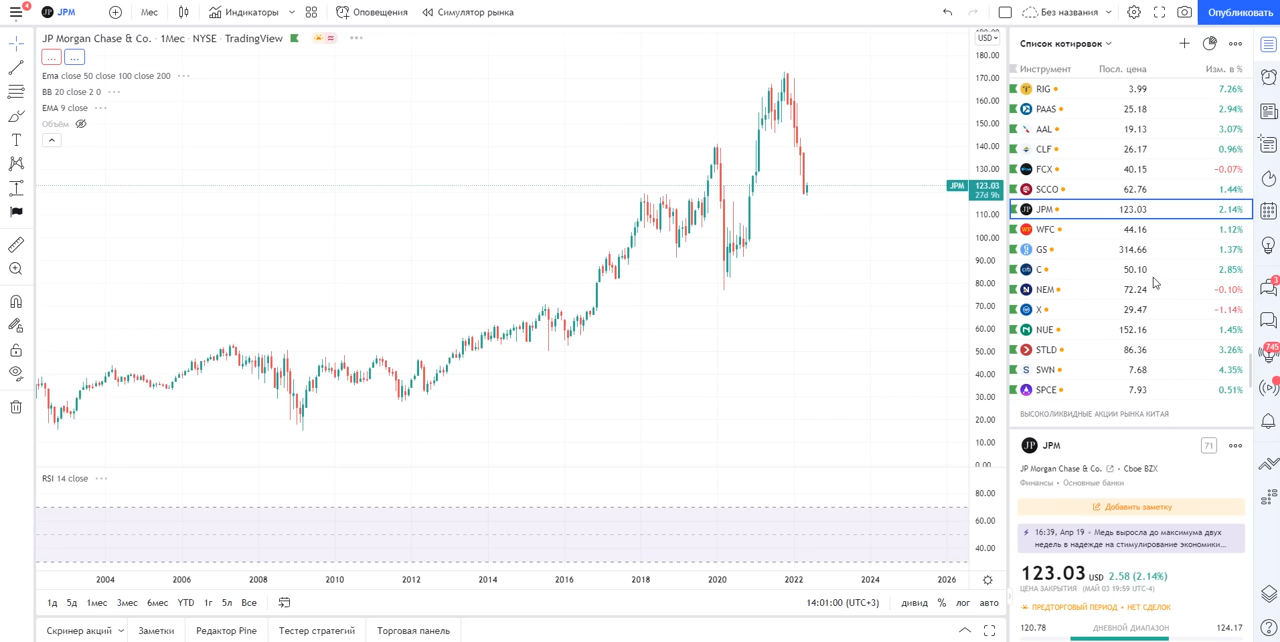 4
JP JPM
Мес
Индикаторы
Оповещения
Симулятор рынка
Без названия
Опубликовать
JP Morgan Chase & Co. · 1Мес · NYSE · TradingView
... ...
Ema close 50 close 100 close 200 ...
BB 20 close 2 0 ...
EMA 9 close ...
Объём
USD
180.00
170.00
160.00
150.00
140.00
130.00
JPM 123.03
27d 9h
110.00
100.00
90.00
80.00
70.00
60.00
50.00
40.00
30.00
20.00
10.00
0.00
RSI 14 close ...
80.00
60.00
40.00
2004 2006 2008 2010 2012 2014 2016 2018 2020 2022 2024 2026
1д 5д 1мес 3мес 6мес YTD 1г 5л Все
14:01:00 (UTC+3) дивид % лог авто
Скринер акций Заметки Редактор Pine Тестер стратегий Торговая панель
Список котировок
Инструмент Посл. цена Изм. в %
RIG 3.99 7.26%
PAAS 25.18 2.94%
AAL 19.13 3.07%
CLF 26.17 0.96%
FCX 40.15 −0.07%
SCCO 62.76 1.44%
JPM 123.03 2.14%
WFC 44.16 1.12%
GS 314.66 1.37%
C 50.10 2.85%
NEM 72.24 −0.10%
X 29.47 −1.14%
NUE 152.16 1.45%
STLD 86.36 3.26%
SWN 7.68 4.35%
SPCE 7.93 0.51%
ВЫСОКОЛИКВИДНЫЕ АКЦИИ РЫНКА КИТАЯ
JP JPM 71
JP Morgan Chase & Co. · Cboe BZX
Финансы · Основные банки
Добавить заметку
16:39, Апр 19 · Медь выросла до максимума двух
недель в надежде на стимулирование экономики...
123.03 USD 2.58 (2.14%)
ЦЕНА ЗАКРЫТИЯ (МАЙ 03 19:59 UTC-4)
ПРЕДТОРГОВЫЙ ПЕРИОД • НЕТ СДЕЛОК
120.78 ДНЕВНОЙ ДИАПАЗОН 124.17
3
745